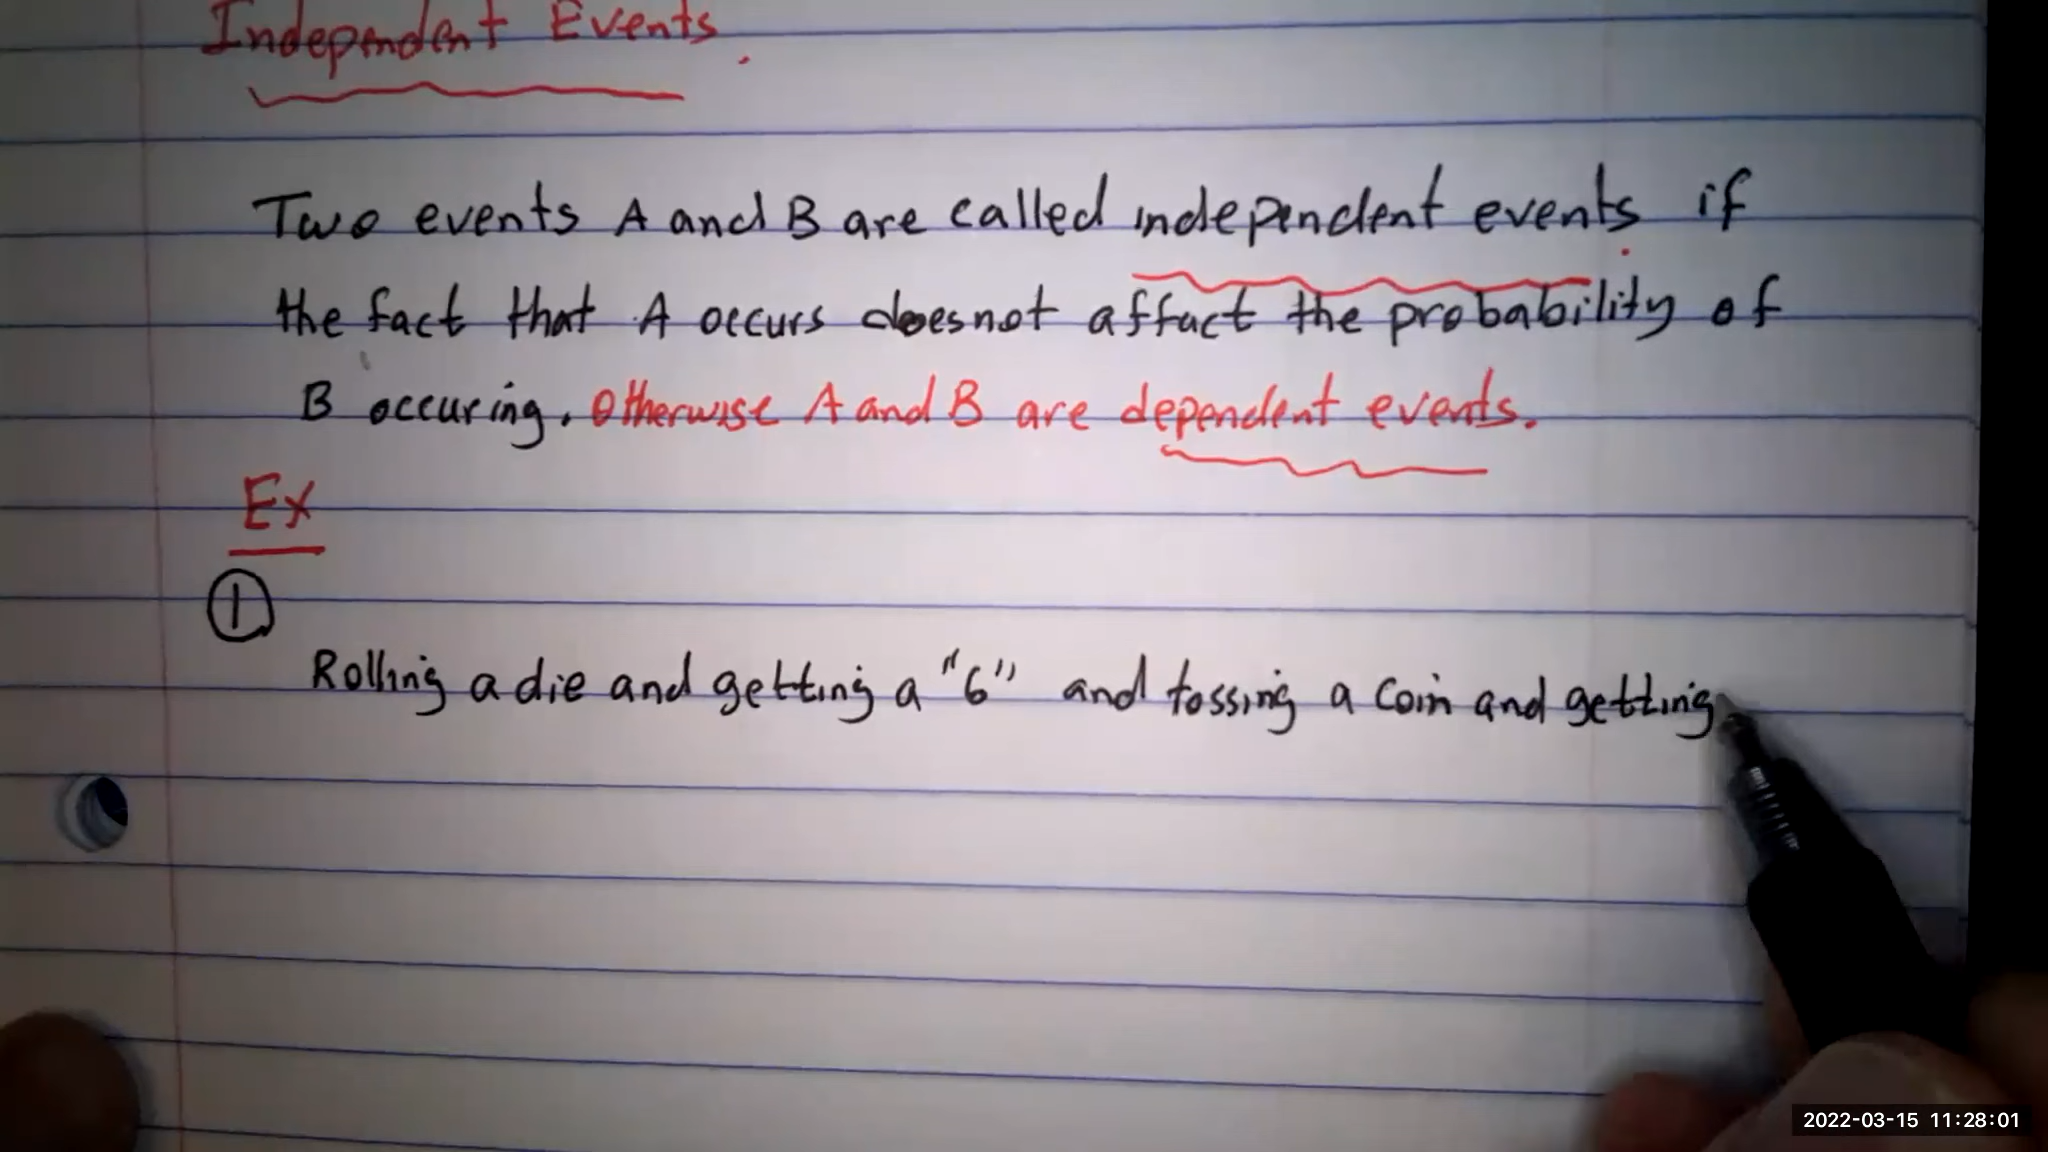 Independent Events.
Two events A and B are called independent events if
the fact that A occurs does not affact the probability of
B occuring. Otherwise A and B are dependent events.
Ex
1
Rolling a die and getting a "6" and tossing a coin and getting
2022-03-15 11:28:01